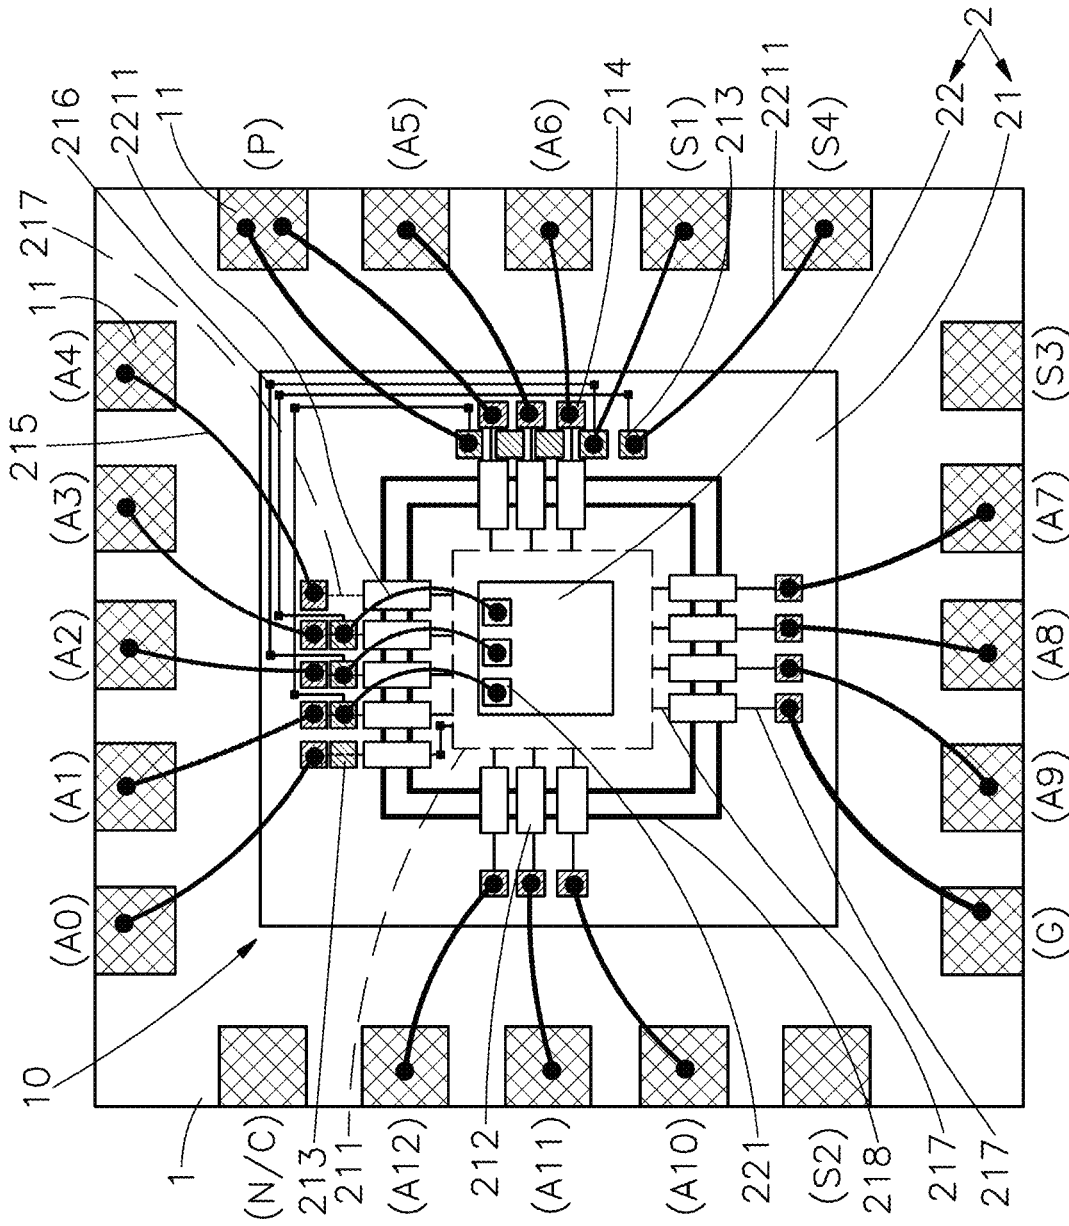 216
2211
11
(P)
(A5)
(A6)
(S1)
214
213
2211
(S4)
22
2
21
217
11
(A4)
215
(A3)
(A2)
(A1)
(A0)
10
1
(N/C)
213
211
(A12)
212
(A11)
(A10)
221
(S2)
218
217
217
(S3)
(A7)
(A8)
(A9)
(G)